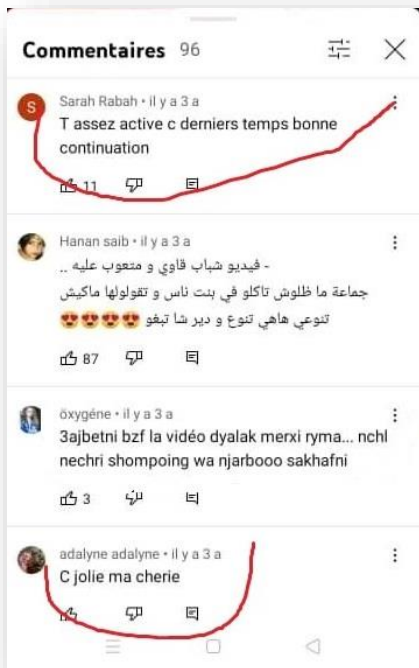 Commentaires 96
Sarah Rabah • il y a 3 a
T assez active c derniers temps bonne
continuation
11
Hanan saib • il y a 3 a
- فيديو شباب قاوي و متعوب عليه ..
جماعة ما ظلوش تاكلو في بنت ناس و تقولولها ماكيش
تنوعي هاهي تنوع و دير شا تبغو 😍😍😍😍
87
öxygéne • il y a 3 a
3ajbetni bzf la vidéo dyalak merxi ryma... nchl
nechri shompoing wa njarbooo sakhafni
3
adalyne adalyne • il y a 3 a
C jolie ma cherie